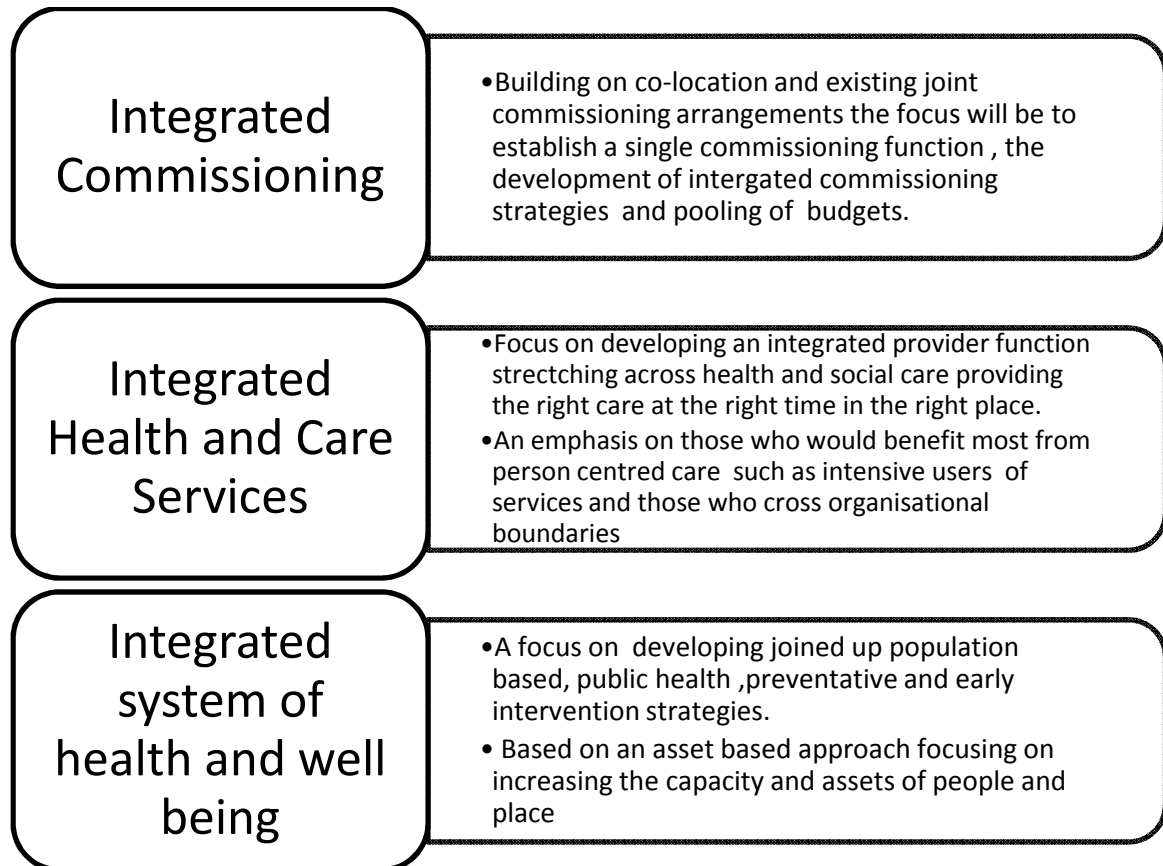 Integrated
Commissioning
•Building on co-location and existing joint
commissioning arrangements the focus will be to
establish a single commissioning function , the
development of intergated commissioning
strategies  and pooling of  budgets.
Integrated
Health and Care
Services
•Focus on developing an integrated provider function
strectching across health and social care providing
the right care at the right time in the right place.
•An emphasis on those who would benefit most from
person centred care  such as intensive users  of
services and those who cross organisational
boundaries
Integrated
system of
health and well
being
•A focus on  developing joined up population
based, public health ,preventative and early
intervention strategies.
• Based on an asset based approach focusing on
increasing the capacity and assets of people and
place